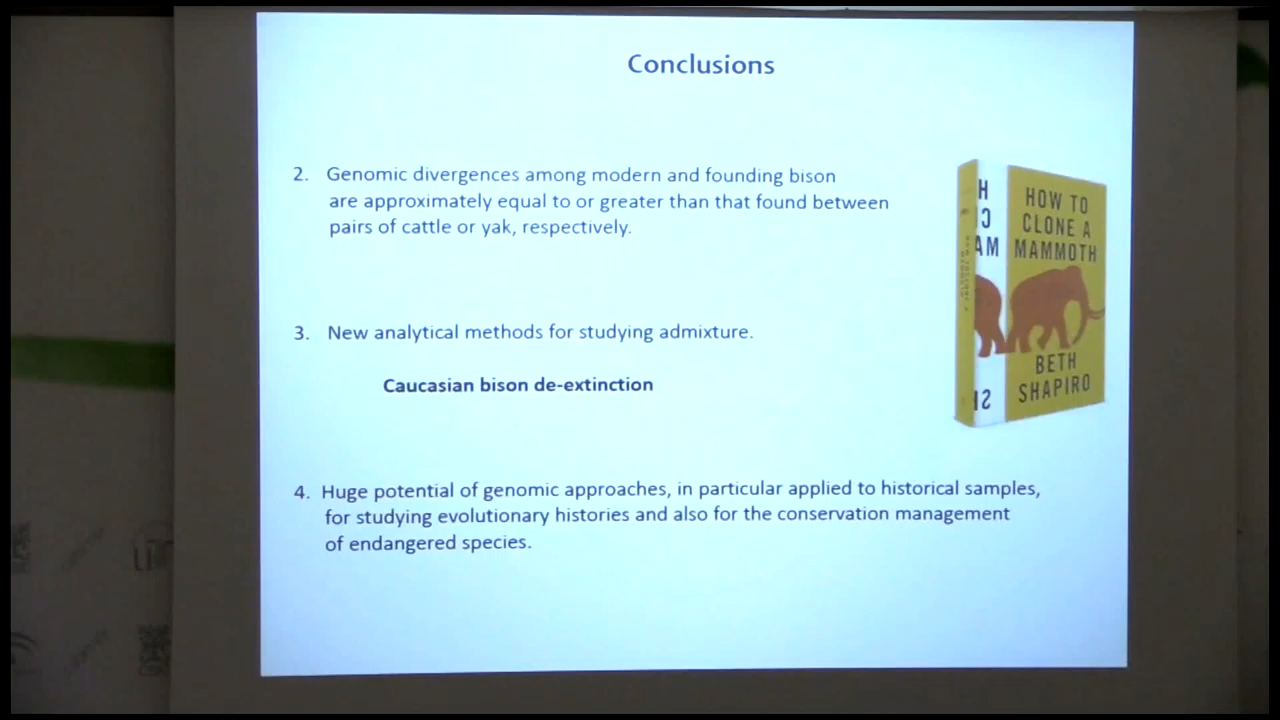 Conclusions
2. Genomic divergences among modern and founding bison
are approximately equal to or greater than that found between
pairs of cattle or yak, respectively.
3. New analytical methods for studying admixture.
Caucasian bison de-extinction
4. Huge potential of genomic approaches, in particular applied to historical samples,
for studying evolutionary histories and also for the conservation management
of endangered species.
HOW TO
CLONE A
MAMMOTH
BETH
SHAPIRO